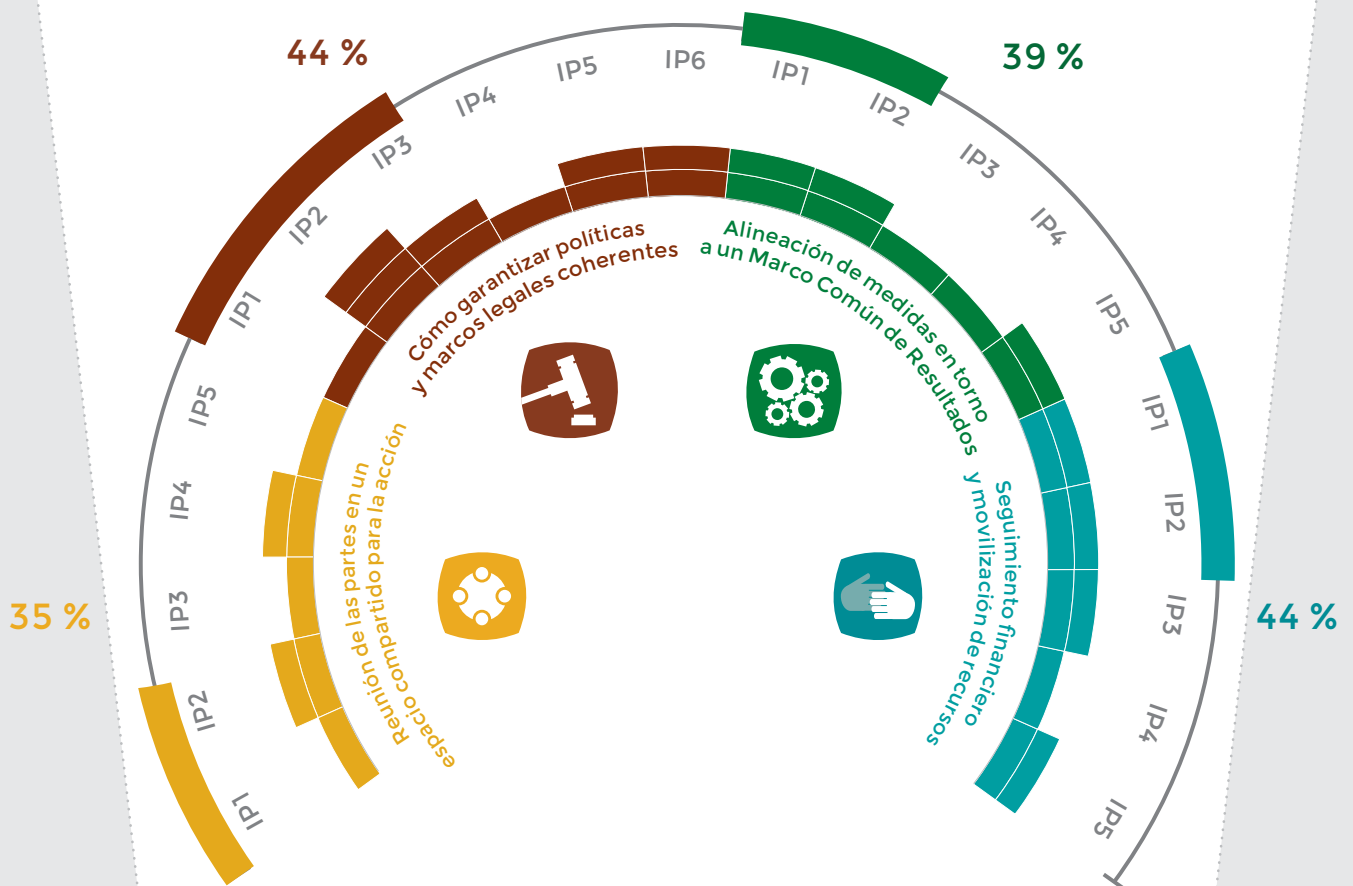 44 %
39 %
35 %
44 %
IP1
IP2
IP3
IP4
IP5
IP1
IP2
IP3
IP4
IP5
IP6
IP1
IP2
IP3
IP4
IP5
IP1
IP2
IP3
IP4
IP5
Reunión de las partes en un
espacio compartido para la acción
Cómo garantizar políticas
y marcos legales coherentes
Alineación de medidas en torno
a un Marco Común de Resultados
Seguimiento financiero
y movilización de recursos